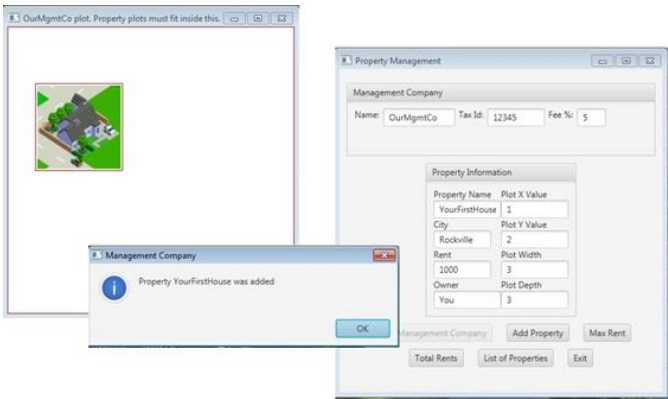 OurMgmtCo plot. Property plots must fit inside this.
Property Management
Management Company
Name: OurMgmtCo Tax Id: 12345 Fee %: 5
Property Information
Property Name Plot X Value
YourFirstHouse 1
City Plot Y Value
Rockville 2
Rent Plot Width
1000 3
Owner Plot Depth
You 3
Management Company
Property YourFirstHouse was added
i
OK
Management Company Add Property Max Rent
Total Rents List of Properties Exit